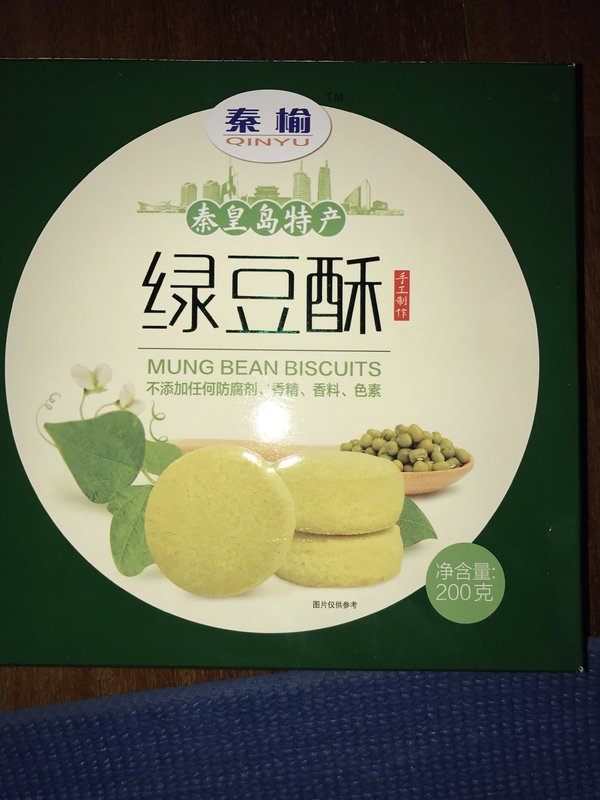 秦榆
TM
QINYU
秦皇岛特产
绿豆酥
手工制作
MUNG BEAN BISCUITS
不添加任何防腐剂、香精、香料、色素
净含量:
200克
图片仅供参考